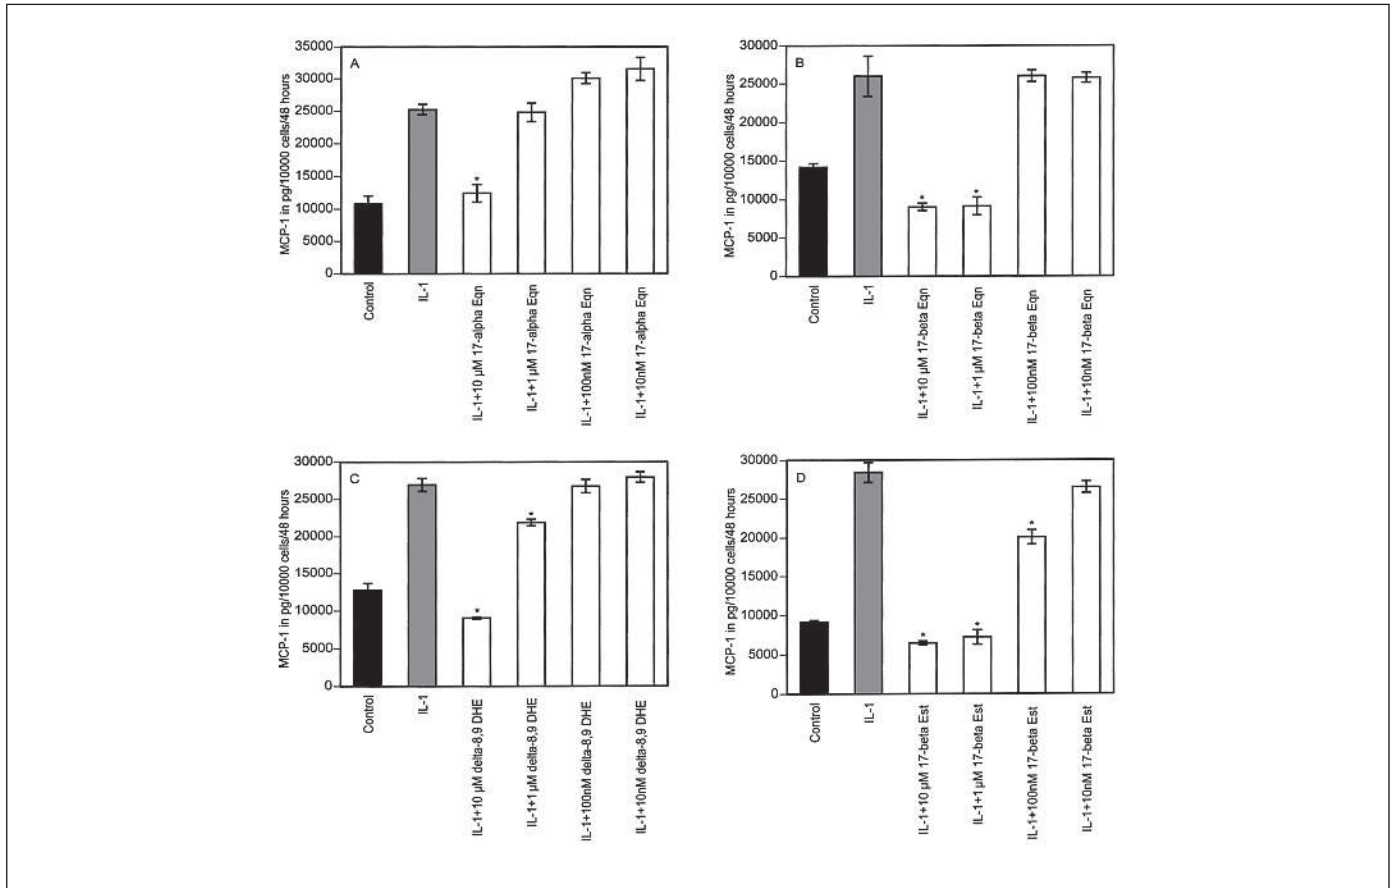 A
MCP-1 in pg/10000 cells/48 hours
35000
30000
25000
20000
15000
10000
5000
0
Control
IL-1
*
IL-1+10 µM 17-alpha Eqn
IL-1+1 µM 17-alpha Eqn
IL-1+100nM 17-alpha Eqn
IL-1+10nM 17-alpha Eqn
B
MCP-1 in pg/10000 cells/48 hours
30000
25000
20000
15000
10000
5000
0
Control
IL-1
*
*
IL-1+10 µM 17-beta Eqn
IL-1+1 µM 17-beta Eqn
IL-1+100nM 17-beta Eqn
IL-1+10nM 17-beta Eqn
C
MCP-1 in pg/10000 cells/48 hours
30000
25000
20000
15000
10000
5000
0
Control
IL-1
*
*
IL-1+10 µM delta-8,9 DHE
IL-1+1 µM delta-8,9 DHE
IL-1+100nM delta-8,9 DHE
IL-1+10nM delta-8,9 DHE
D
MCP-1 in pg/10000 cells/48 hours
30000
25000
20000
15000
10000
5000
0
Control
IL-1
*
*
*
IL-1+10 µM 17-beta Est
IL-1+1 µM 17-beta Est
IL-1+100nM 17-beta Est
IL-1+10nM 17-beta Est